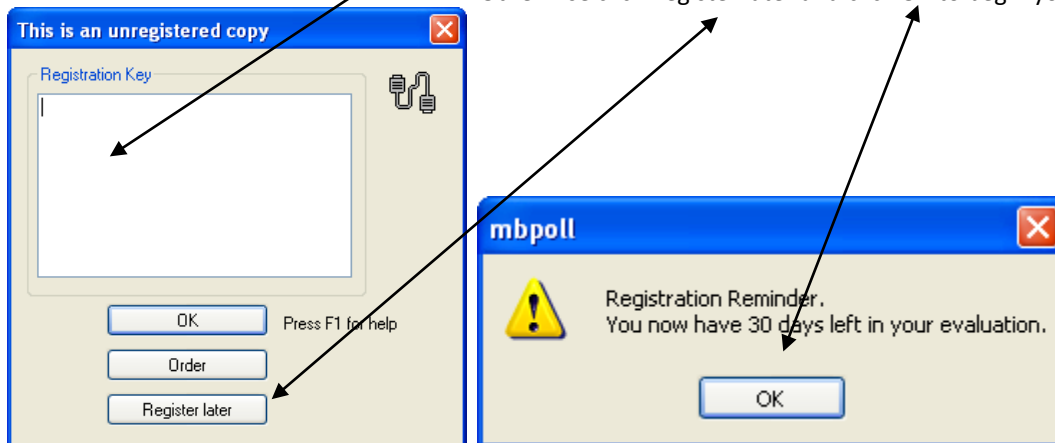 This is an unregistered copy
Registration Key
OK
Press F1 for help
Order
Register later
mbpoll
Registration Reminder.
You now have 30 days left in your evaluation.
OK